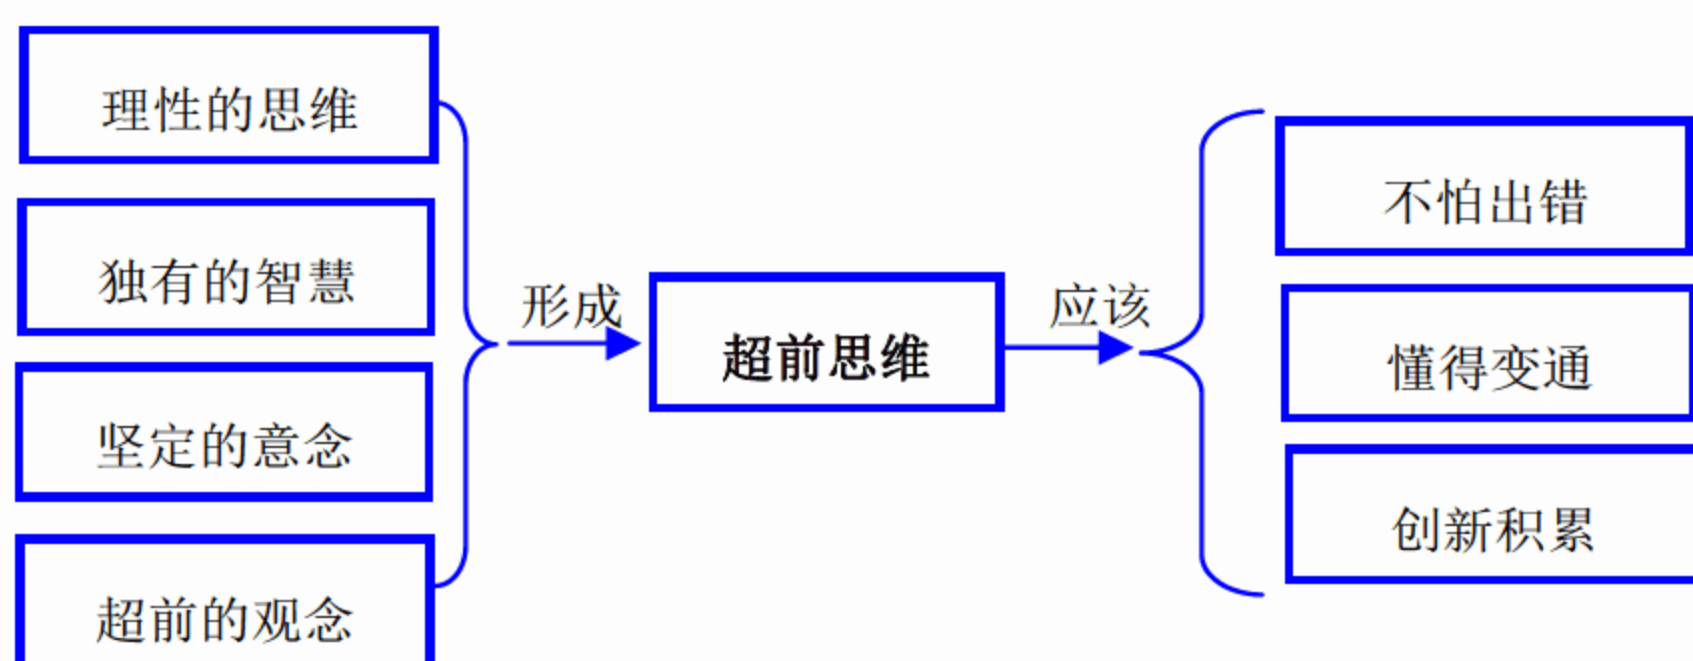 理性的思维
独有的智慧
坚定的意念
超前的观念
形成
超前思维
应该
不怕出错
懂得变通
创新积累